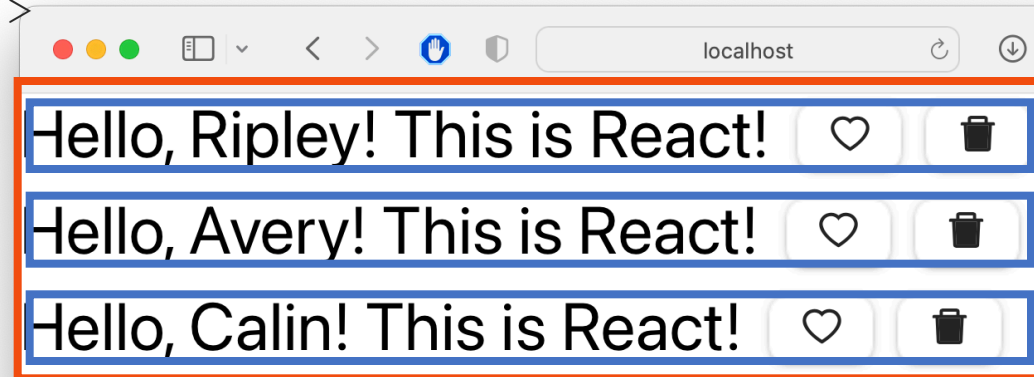 localhost
Hello, Ripley! This is React!
Hello, Avery! This is React!
Hello, Calin! This is React!